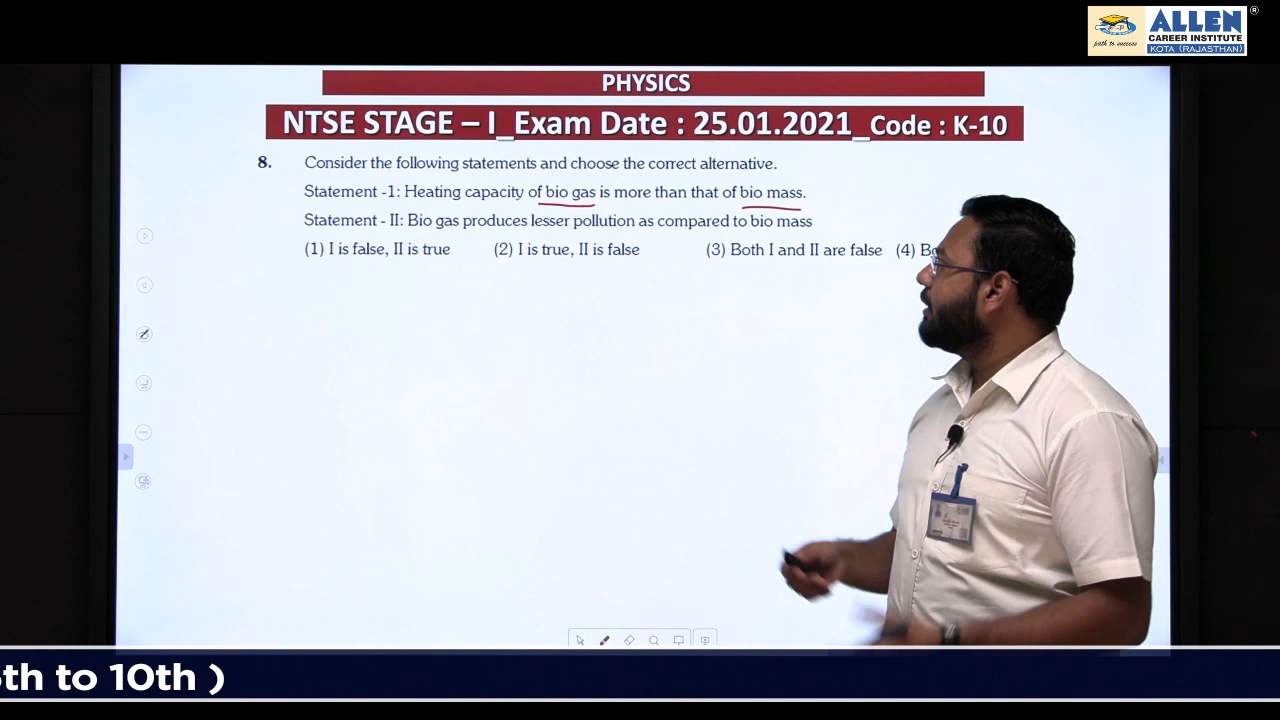 ALLEN
CAREER INSTITUTE
path to success
KOTA (RAJASTHAN)
®
PHYSICS
NTSE STAGE – I_Exam Date : 25.01.2021_Code : K-10
8. Consider the following statements and choose the correct alternative.
Statement -1: Heating capacity of bio gas is more than that of bio mass.
Statement - II: Bio gas produces lesser pollution as compared to bio mass
(1) I is false, II is true (2) I is true, II is false (3) Both I and II are false (4)
th to 10th )